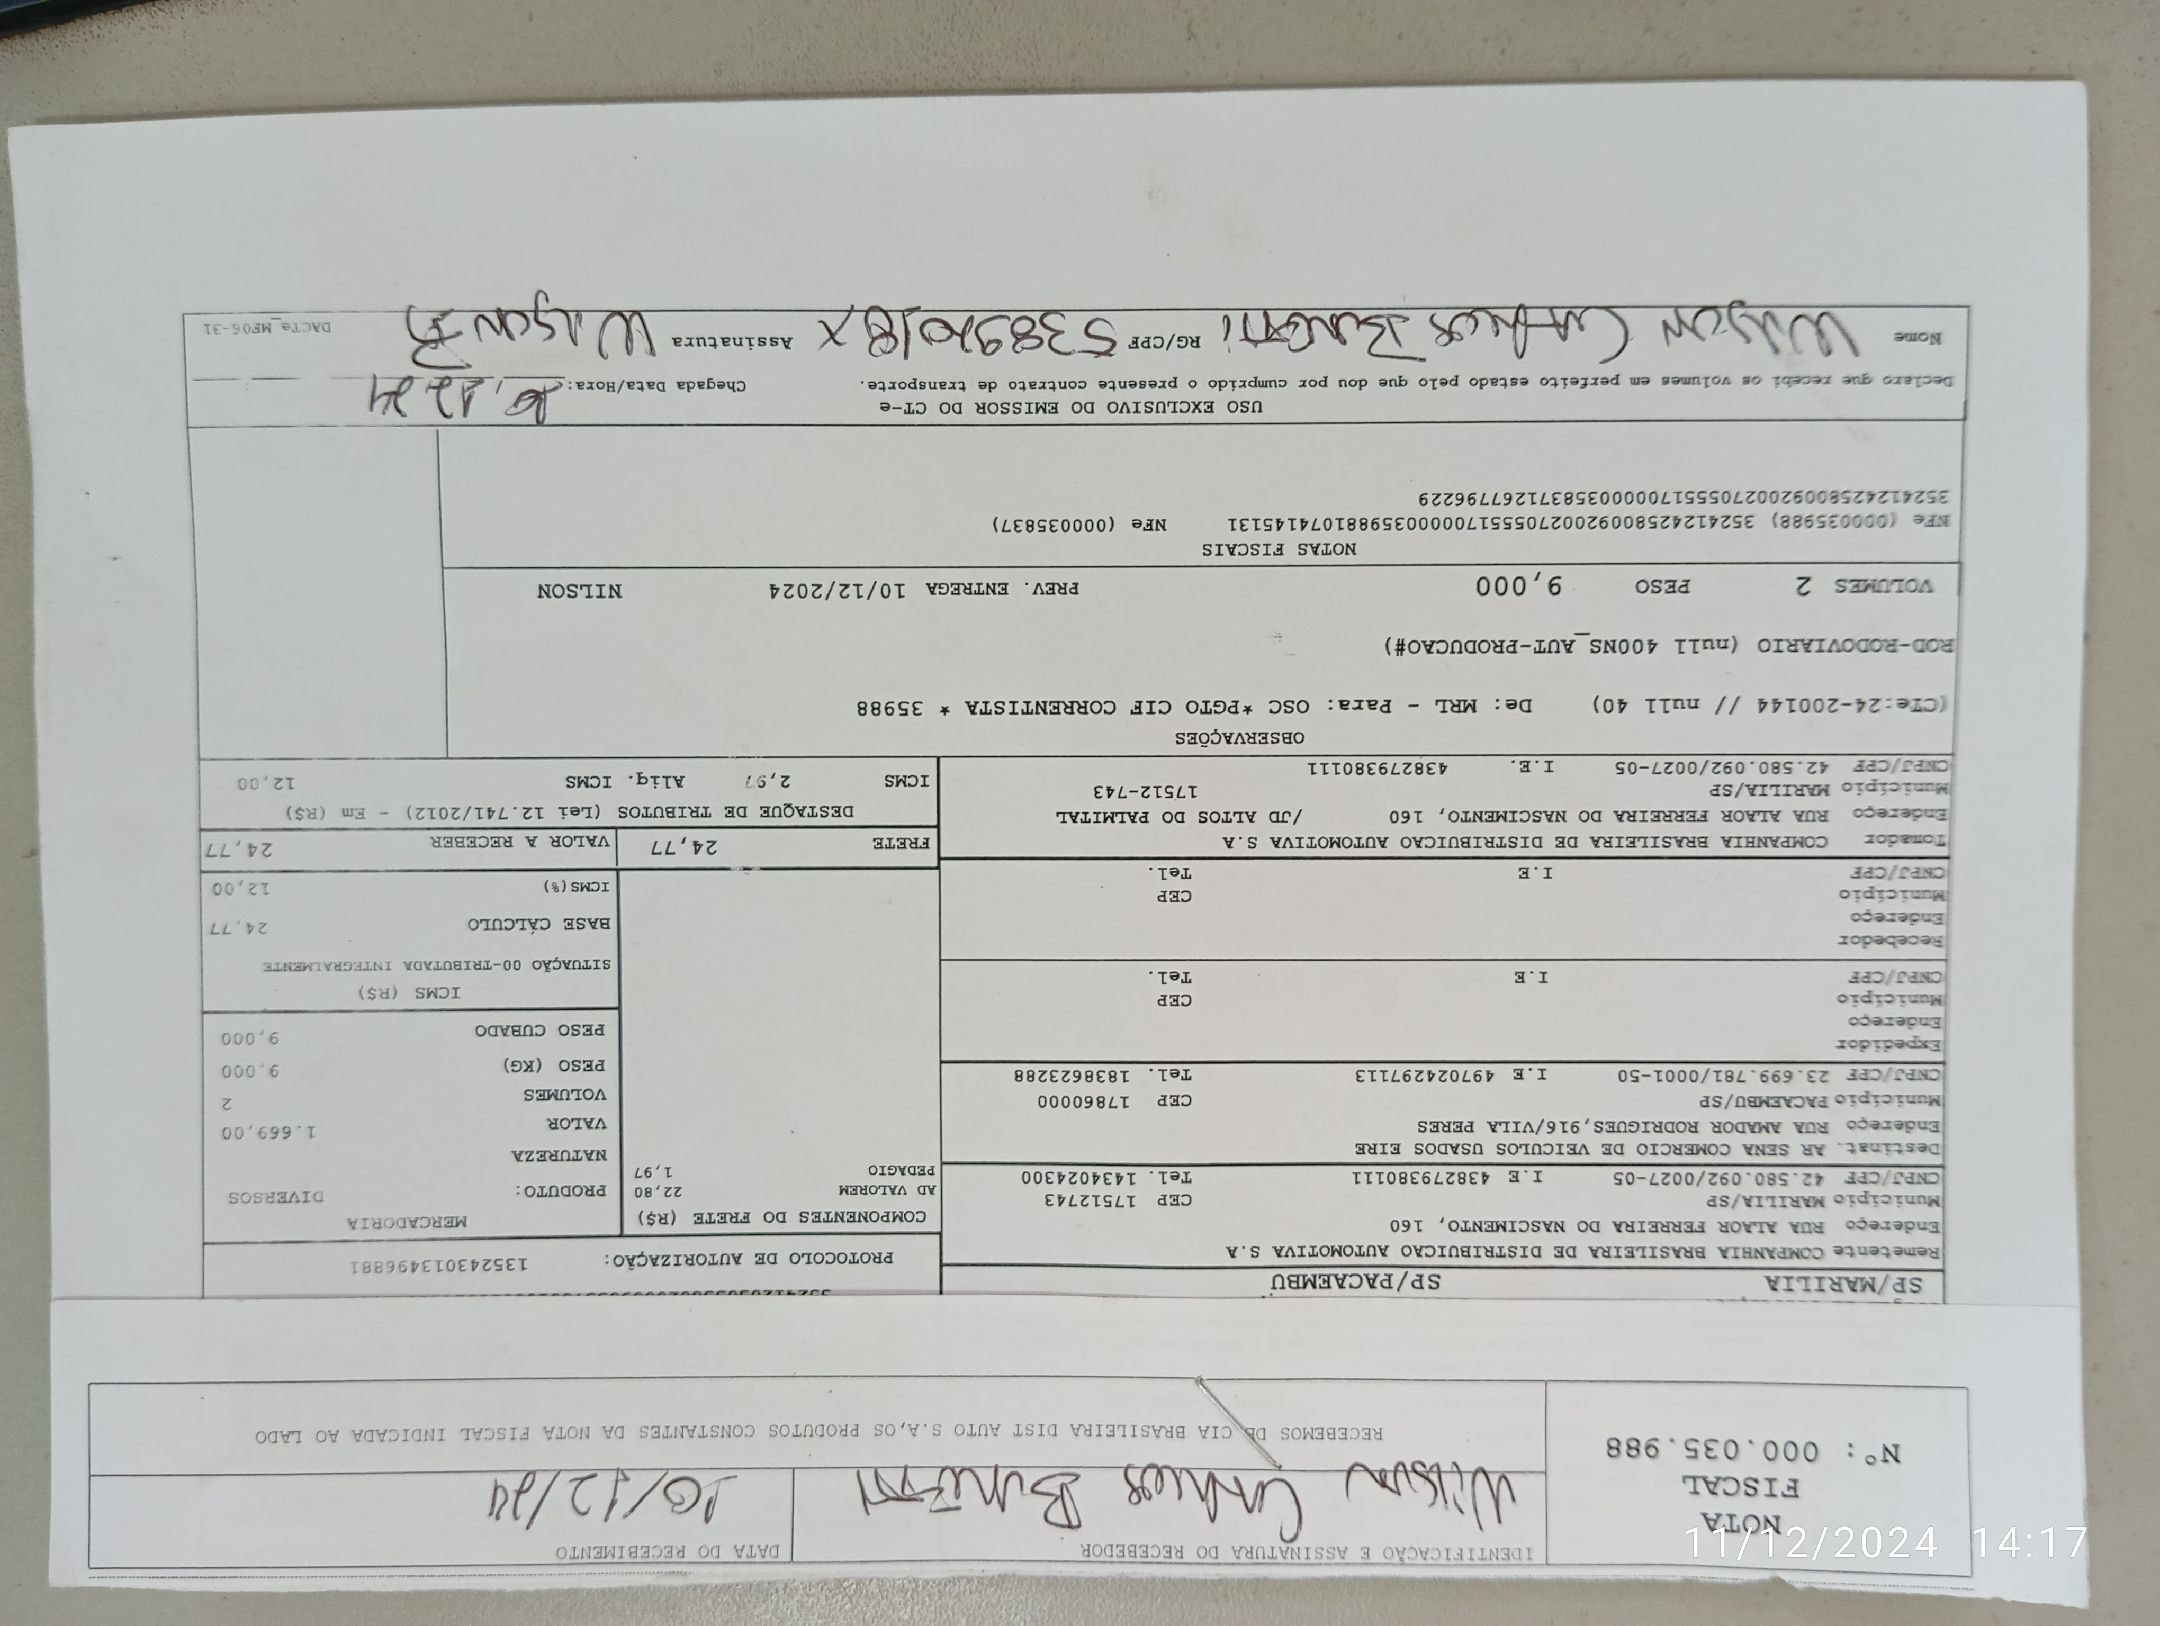 IDENTIFICAÇÃO E ASSINATURA DO RECEBEDOR DATA DO RECEBIMENTO
Wilson Carlos 10/12/24
NOTA
FISCAL
Nº: 000.035.988
RECEBEMOS DE CIA BRASILEIRA DIST AUTO S.A,OS PRODUTOS CONSTANTES DA NOTA FISCAL INDICADA AO LADO
SP/MARILIA SP/PACAEMBU
Remetente COMPANHIA BRASILEIRA DE DISTRIBUICAO AUTOMOTIVA S.A
Endereço RUA ALAOR FERREIRA DO NASCIMENTO, 160
Município MARILIA/SP CEP 17512743
CNPJ/CPF 42.580.092/0027-05 I.E 438279380111 Tel. 1434024300
Destinat. AR SENA COMERCIO DE VEICULOS USADOS EIRE
Endereço RUA AMADOR RODRIGUES,916/VILA PERES
Município PACAEMBU/SP CEP 17860000
CNPJ/CPF 23.699.781/0001-50 I.E 497024297113 Tel. 1838623288
Expedidor
Endereço
Município CEP
CNPJ/CPF I.E Tel.
Recebedor
Endereço
Município CEP
CNPJ/CPF I.E Tel.
Tomador COMPANHIA BRASILEIRA DE DISTRIBUICAO AUTOMOTIVA S.A
Endereço RUA ALAOR FERREIRA DO NASCIMENTO, 160 /JD ALTOS DO PALMITAL
Município MARILIA/SP 17512-743
CNPJ/CPF 42.580.092/0027-05 I.E. 438279380111
PROTOCOLO DE AUTORIZAÇÃO: 135243013496881
COMPONENTES DO FRETE (R$)
AD VALOREM 22,80
PEDAGIO 1,97
MERCADORIA
PRODUTO: DIVERSOS
NATUREZA
VALOR 1.669,00
VOLUMES 2
PESO (KG) 9,000
PESO CUBADO 9,000
ICMS (R$)
SITUAÇÃO 00-TRIBUTADA INTEGRALMENTE
BASE CÁLCULO 24,77
ICMS(%) 12,00
FRETE 24,77 VALOR A RECEBER 24,77
DESTAQUE DE TRIBUTOS (Lei 12.741/2012) - Em (R$)
ICMS 2,97 Aliq. ICMS 12,00
OBSERVAÇÕES
(CTe:24-200144 // null 40) De: MRL - Para: OSC *PGTO CIF CORRENTISTA * 35988
ROD-RODOVIARIO (null 400NS_AUT-PRODUCAO#)
VOLUMES 2 PESO 9,000 PREV. ENTREGA 10/12/2024 NILSON
NOTAS FISCAIS
NFe (000035988) 35241242580092002705551700000359881074145131 NFe (000035837)
35241242580092002705551700000358371267796229
USO EXCLUSIVO DO EMISSOR DO CT-e
Declaro que recebi os volumes em perfeito estado pelo que dou por cumprido o presente contrato de transporte. Chegada Data/Hora:
Nome Wilson Carlos RG/CPF Assinatura Wilson DACTe_MF06-31
11/12/2024 14:17